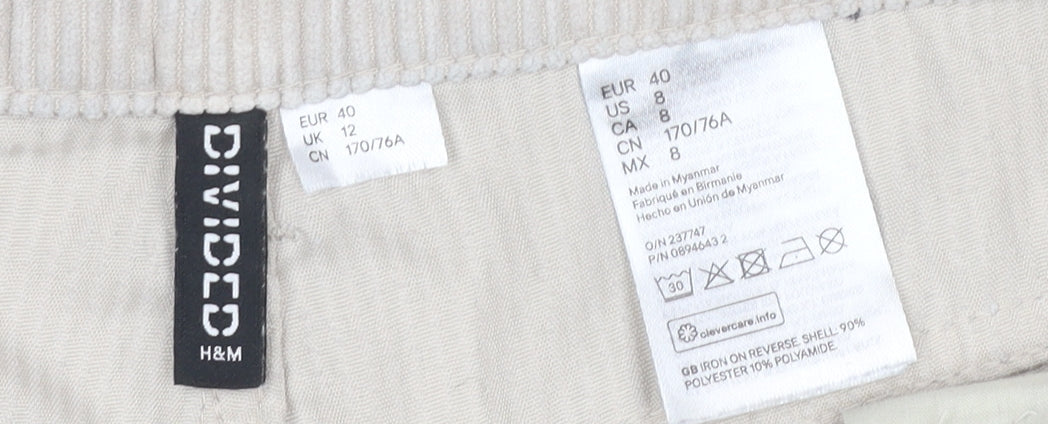 DIVIDED
H&M
EUR 40
UK 12
CN 170/76A
EUR 40
US 8
CA 8
CN 170/76A
MX 8
Made in Myanmar
Fabriqué en Birmanie
Hecho en Unión de Myanmar
O/N 237747
P/N 0894643 2
30
clevercare.info
GB IRON ON REVERSE. SHELL: 90%
POLYESTER 10% POLYAMIDE.